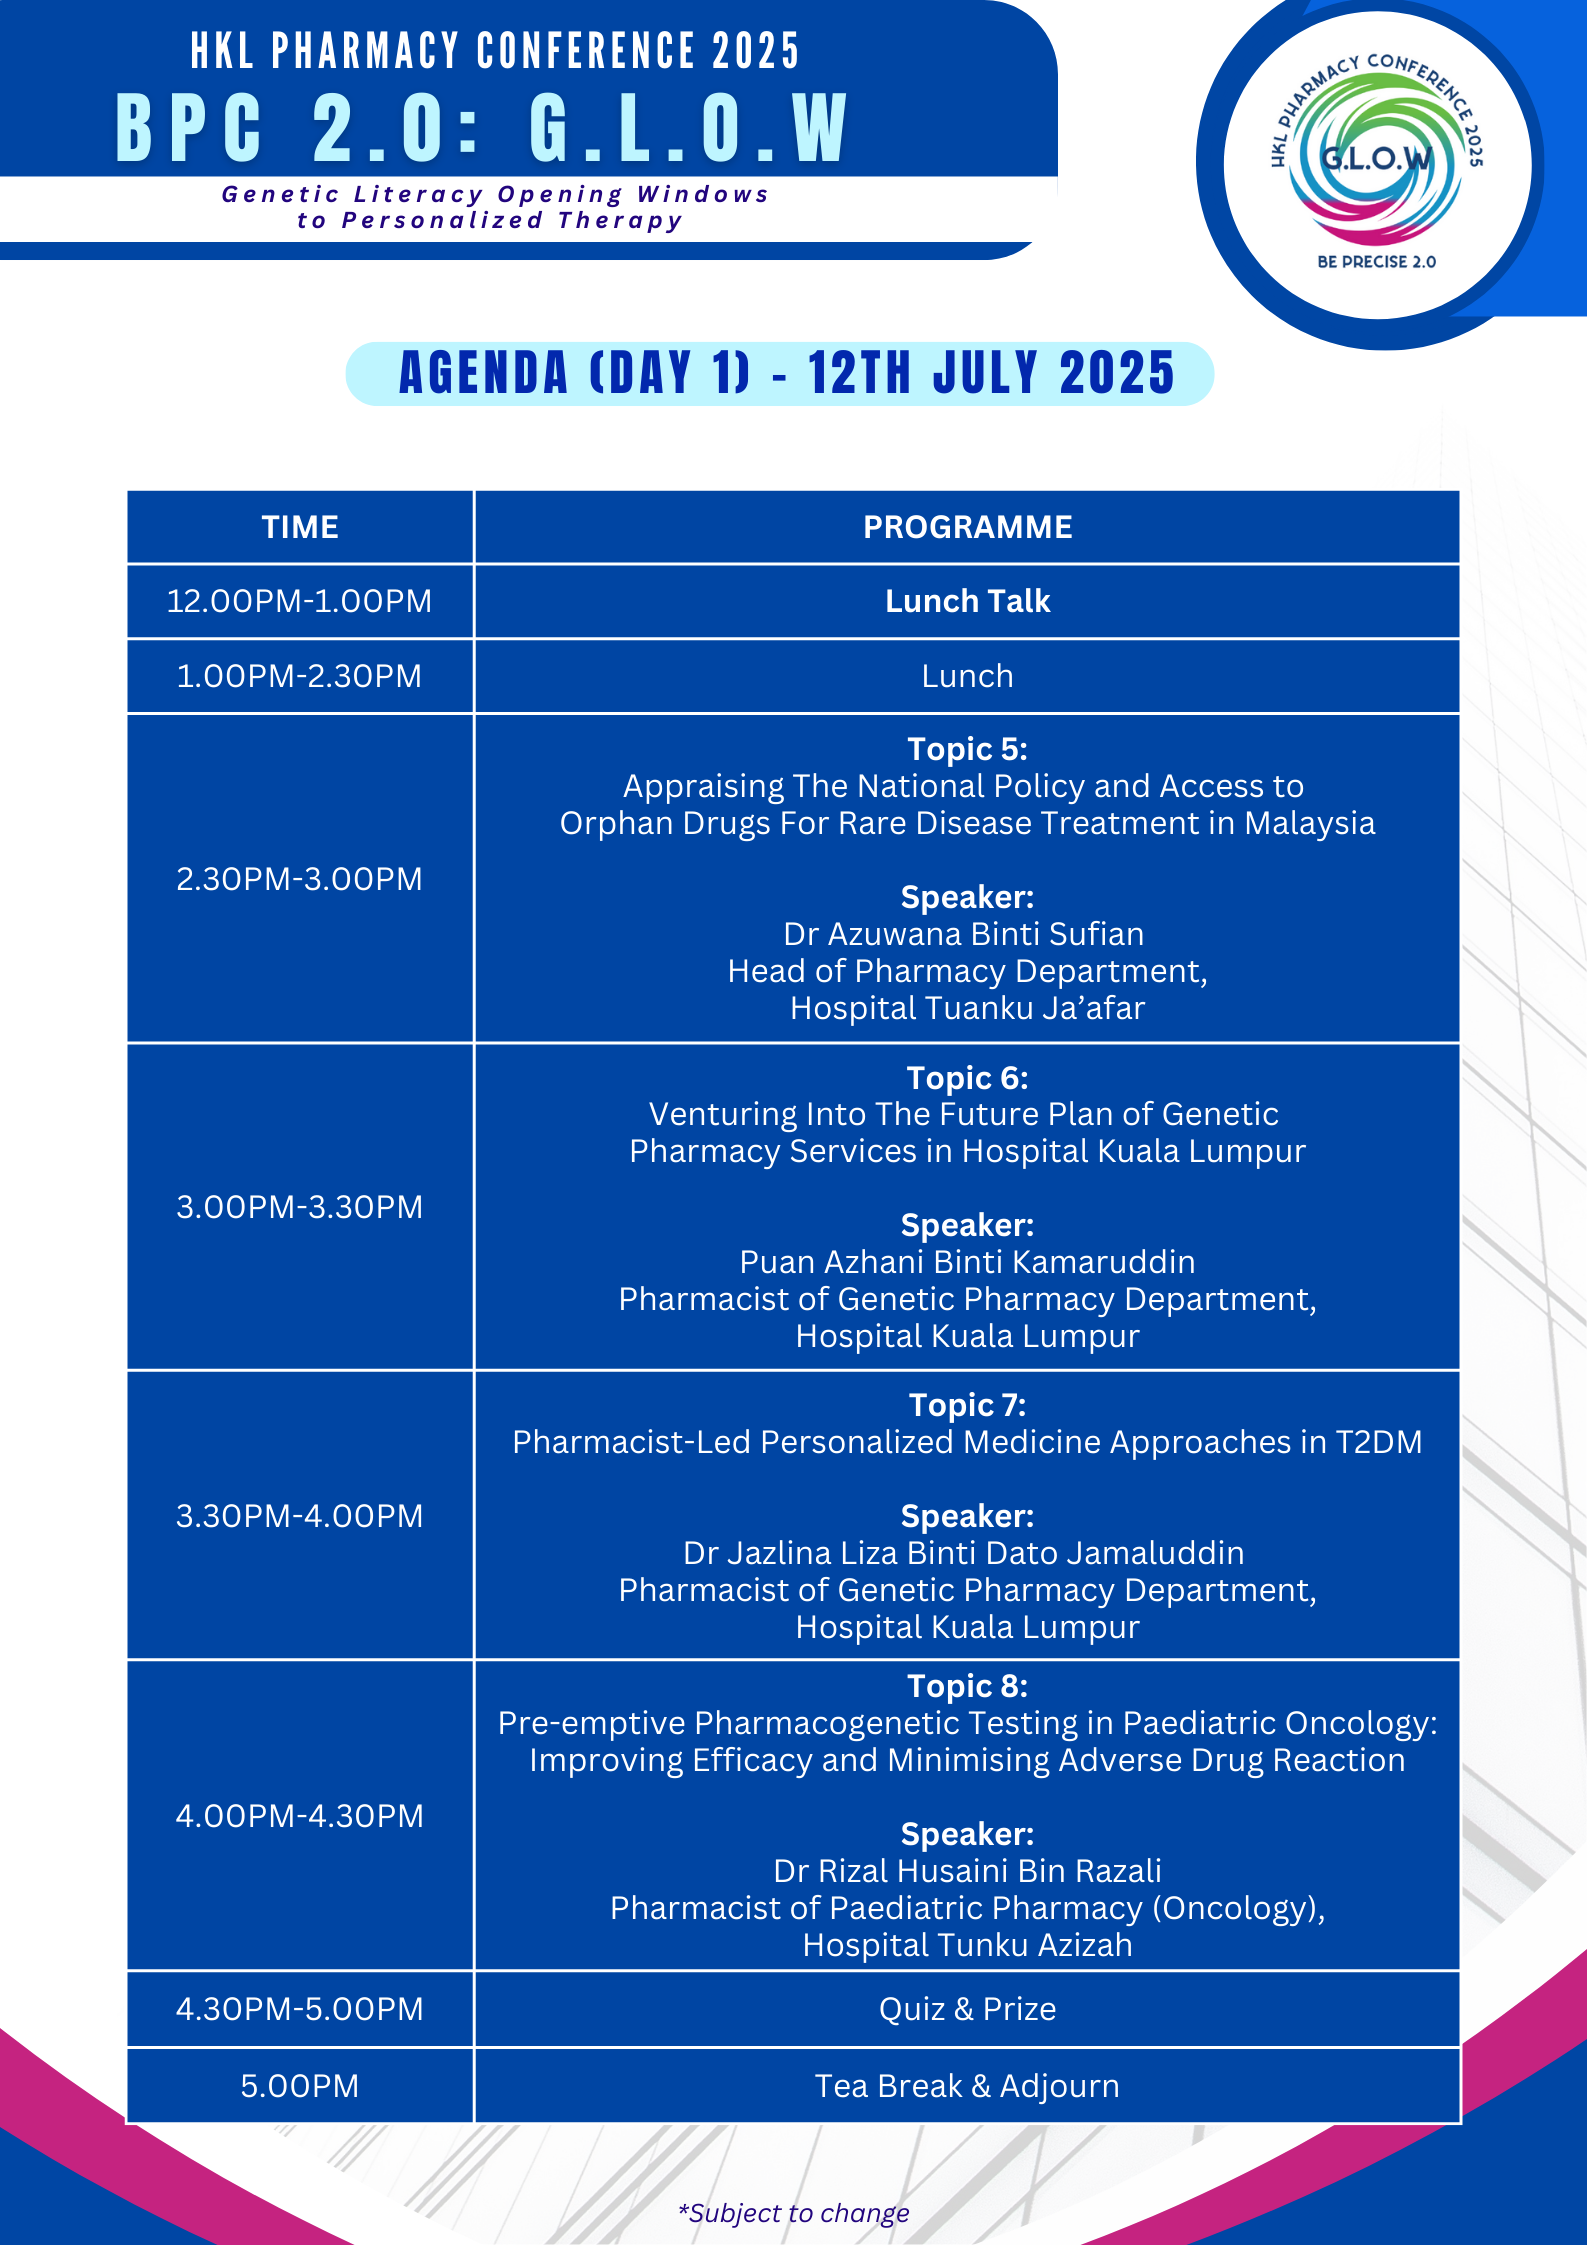 HKL PHARMACY CONFERENCE 2025
BPC 2.0: G.L.O.W
Genetic Literacy Opening Windows
to Personalized Therapy
HKL PHARMACY CONFERENCE 2025
G.L.O.W
BE PRECISE 2.0
AGENDA (DAY 1) - 12TH JULY 2025
TIME
PROGRAMME
12.00PM-1.00PM
Lunch Talk
1.00PM-2.30PM
Lunch
2.30PM-3.00PM
Topic 5:
Appraising The National Policy and Access to
Orphan Drugs For Rare Disease Treatment in Malaysia
Speaker:
Dr Azuwana Binti Sufian
Head of Pharmacy Department,
Hospital Tuanku Ja’afar
3.00PM-3.30PM
Topic 6:
Venturing Into The Future Plan of Genetic
Pharmacy Services in Hospital Kuala Lumpur
Speaker:
Puan Azhani Binti Kamaruddin
Pharmacist of Genetic Pharmacy Department,
Hospital Kuala Lumpur
3.30PM-4.00PM
Topic 7:
Pharmacist-Led Personalized Medicine Approaches in T2DM
Speaker:
Dr Jazlina Liza Binti Dato Jamaluddin
Pharmacist of Genetic Pharmacy Department,
Hospital Kuala Lumpur
4.00PM-4.30PM
Topic 8:
Pre-emptive Pharmacogenetic Testing in Paediatric Oncology:
Improving Efficacy and Minimising Adverse Drug Reaction
Speaker:
Dr Rizal Husaini Bin Razali
Pharmacist of Paediatric Pharmacy (Oncology),
Hospital Tunku Azizah
4.30PM-5.00PM
Quiz & Prize
5.00PM
Tea Break & Adjourn
*Subject to change